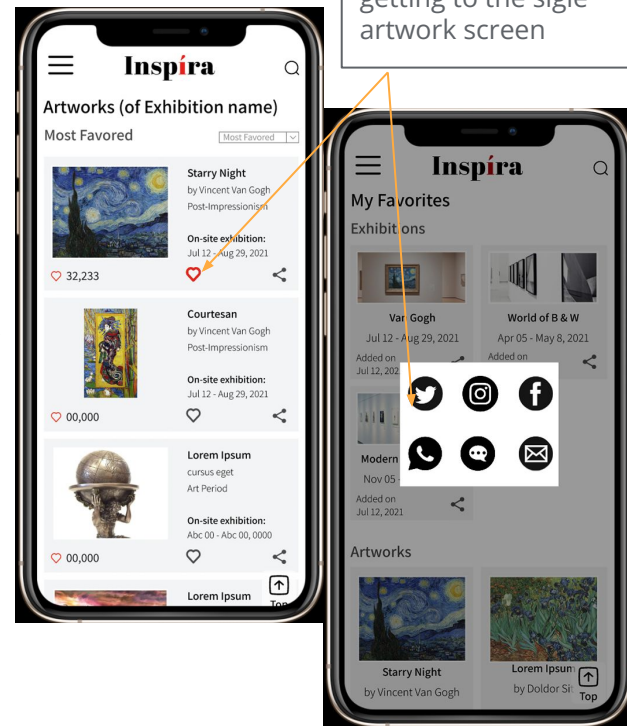 getting to the sigle
artwork screen
Inspíra
Artworks (of Exhibition name)
Most Favored
Most Favored
Starry Night
by Vincent Van Gogh
Post-Impressionism
On-site exhibition:
Jul 12 - Aug 29, 2021
32,233
Courtesan
by Vincent Van Gogh
Post-Impressionism
On-site exhibition:
Jul 12 - Aug 29, 2021
00,000
Lorem Ipsum
cursus eget
Art Period
On-site exhibition:
Abc 00 - Abc 00, 0000
00,000
Lorem Ipsum
Top
Inspíra
My Favorites
Exhibitions
Van Gogh
Jul 12 - Aug 29, 2021
Added on
Jul 12, 202
World of B & W
Apr 05 - May 8, 2021
Added on
Modern
Nov 05 -
Added on
Jul 12, 2021
Artworks
Starry Night
by Vincent Van Gogh
Lorem Ipsum
by Doldor Si
Top